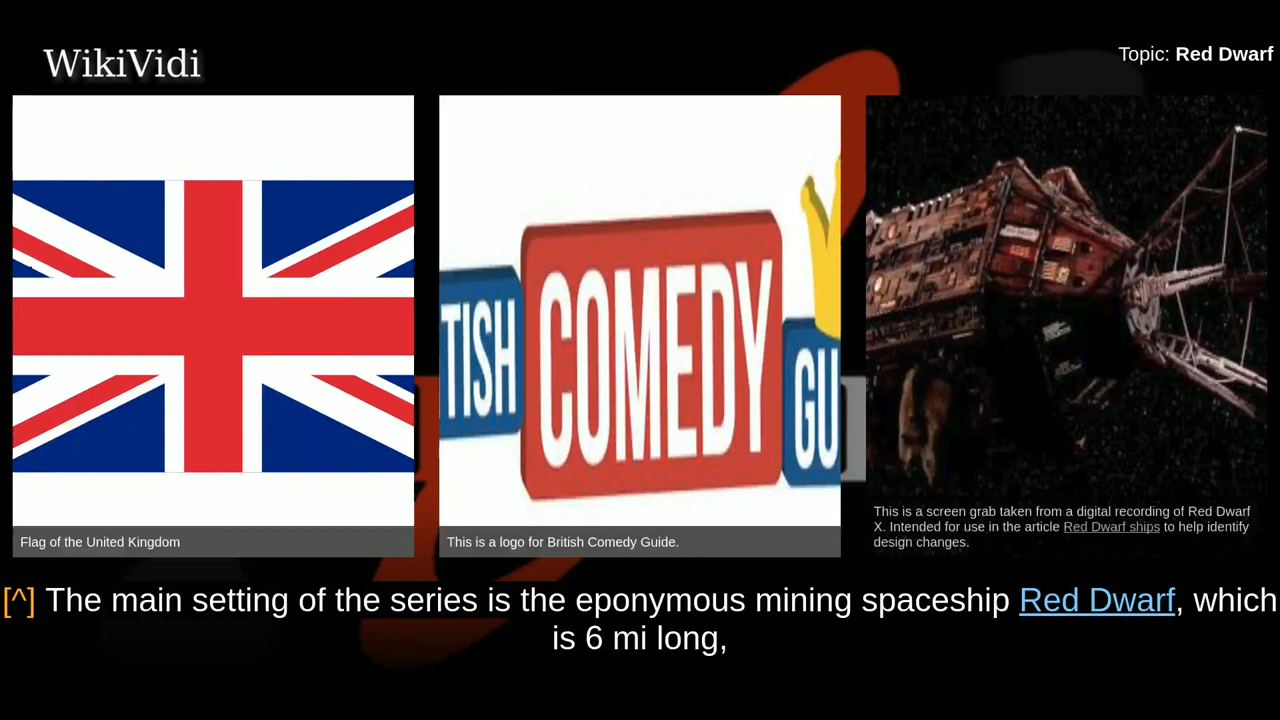 WikiVidi
Topic: Red Dwarf
TISH
COMEDY
GU
Flag of the United Kingdom
This is a logo for British Comedy Guide.
This is a screen grab taken from a digital recording of Red Dwarf
X. Intended for use in the article Red Dwarf ships to help identify
design changes.
[^] The main setting of the series is the eponymous mining spaceship Red Dwarf, which
is 6 mi long,